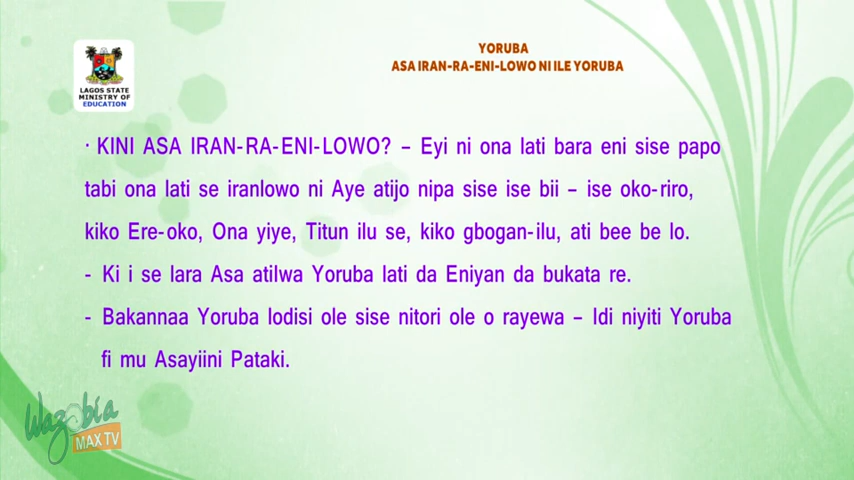 YORUBA
ASA IRAN-RA-ENI-LOWO NI ILE YORUBA
LAGOS STATE
MINISTRY OF
EDUCATION
· KINI ASA IRAN-RA-ENI-LOWO? – Eyi ni ona lati bara eni sise papo
tabi ona lati se iranlowo ni Aye atijo nipa sise ise bii – ise oko-riro,
kiko Ere-oko, Ona yiye, Titun ilu se, kiko gbogan-ilu, ati bee be lo.
- Ki i se lara Asa atilwa Yoruba lati da Eniyan da bukata re.
- Bakannaa Yoruba lodisi ole sise nitori ole o rayewa – Idi niyiti Yoruba
fi mu Asayiini Pataki.
Wazobia
MAX TV